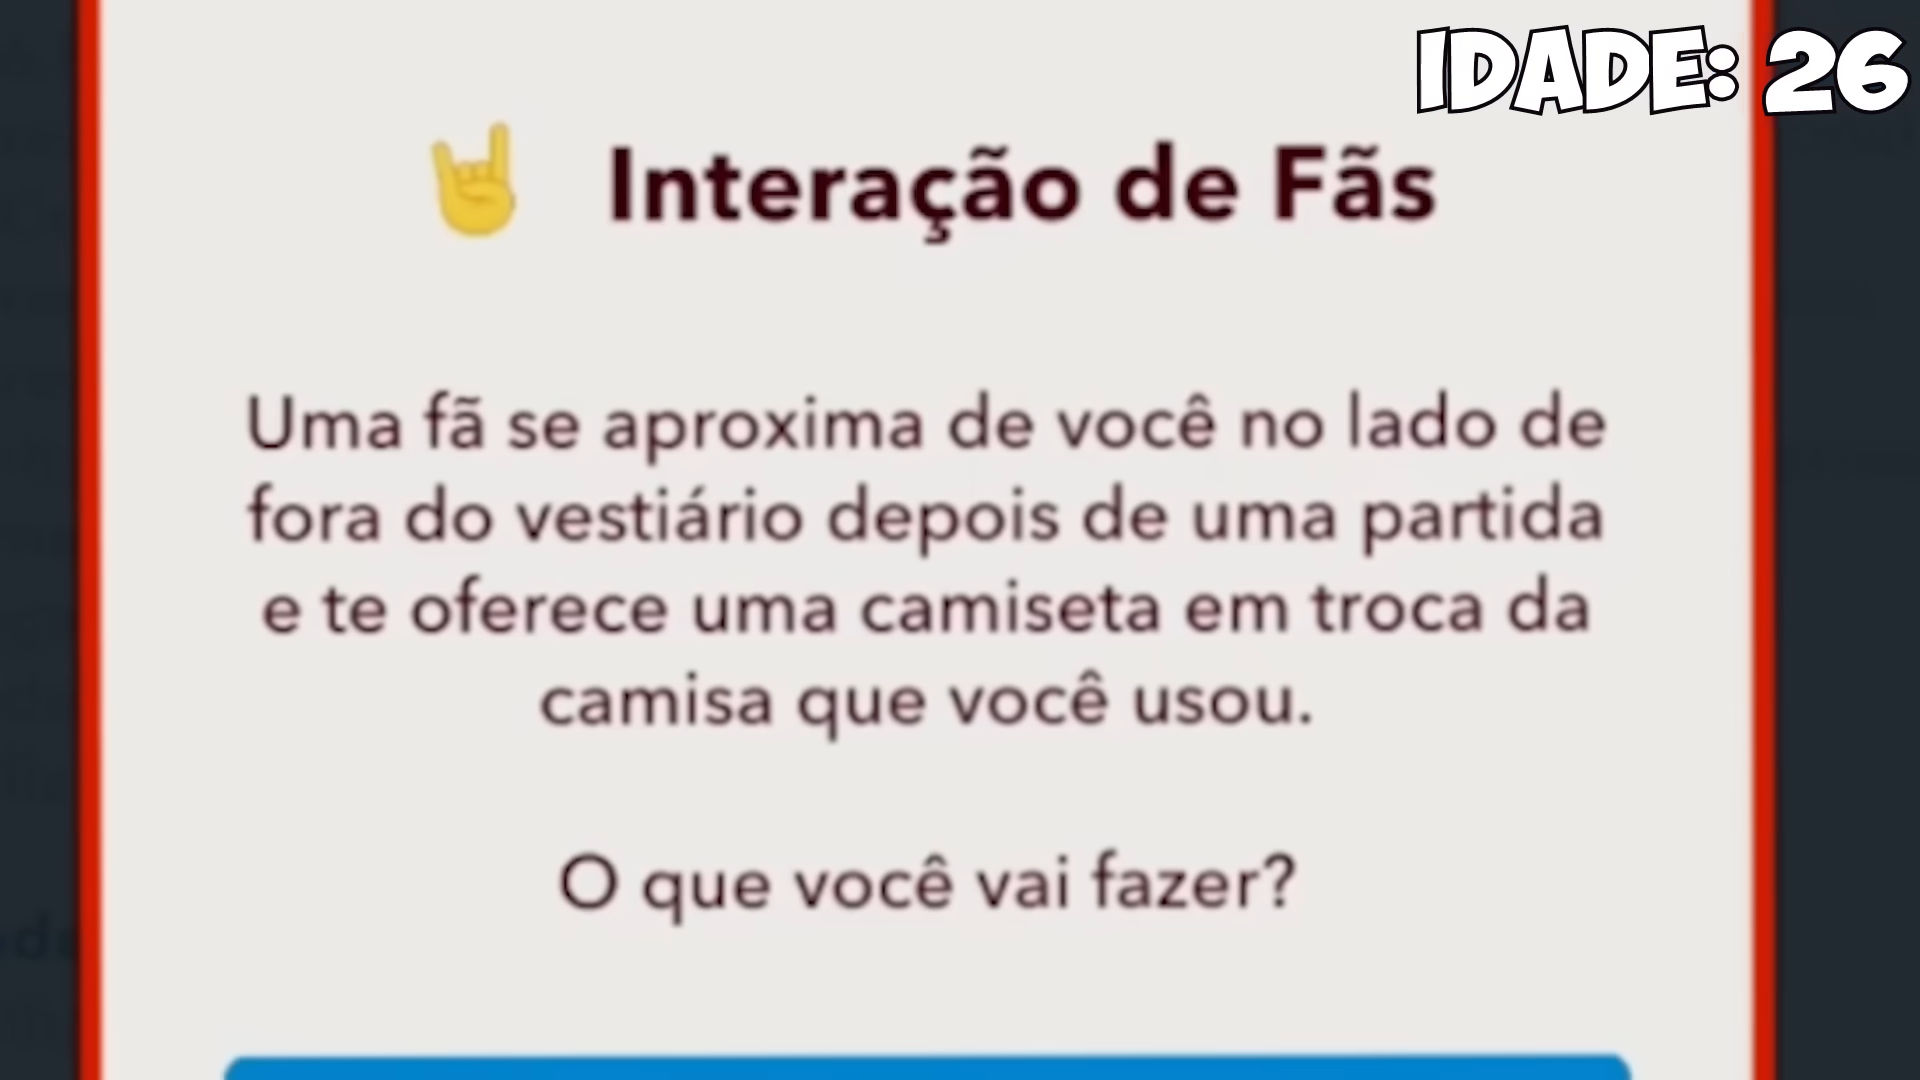 IDADE: 26
🤘 Interação de Fãs
Uma fã se aproxima de você no lado de
fora do vestiário depois de uma partida
e te oferece uma camiseta em troca da
camisa que você usou.
O que você vai fazer?